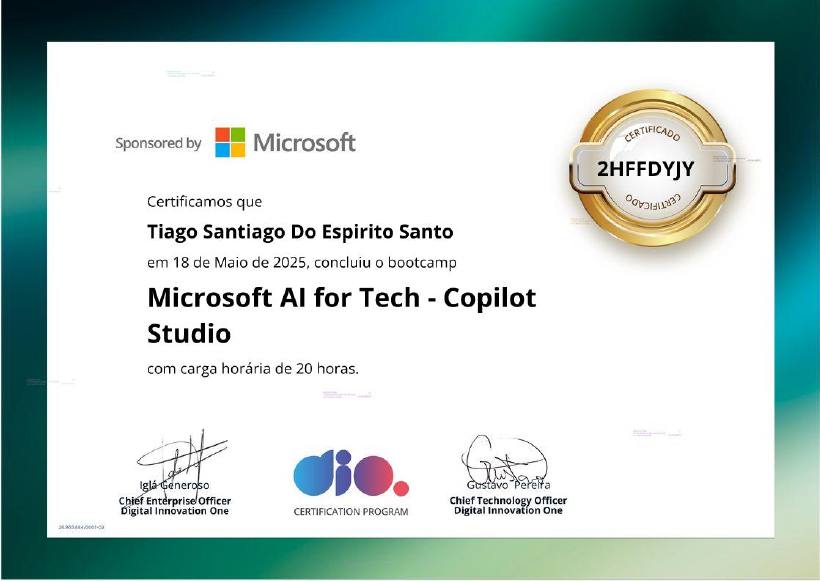 Sponsored by Microsoft
CERTIFICADO
2HFFDYJY
CERTIFICADO
Certificamos que
Tiago Santiago Do Espirito Santo
em 18 de Maio de 2025, concluiu o bootcamp
Microsoft AI for Tech - Copilot
Studio
com carga horária de 20 horas.
Iglá Generoso
Chief Enterprise Officer
Digital Innovation One
dio.
CERTIFICATION PROGRAM
Gustavo Pereira
Chief Technology Officer
Digital Innovation One